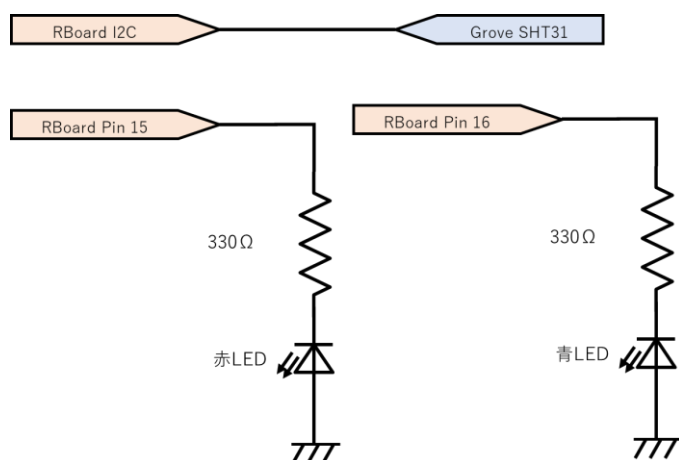 RBoard I2C
Grove SHT31
RBoard Pin 15
RBoard Pin 16
330Ω
330Ω
赤LED
青LED